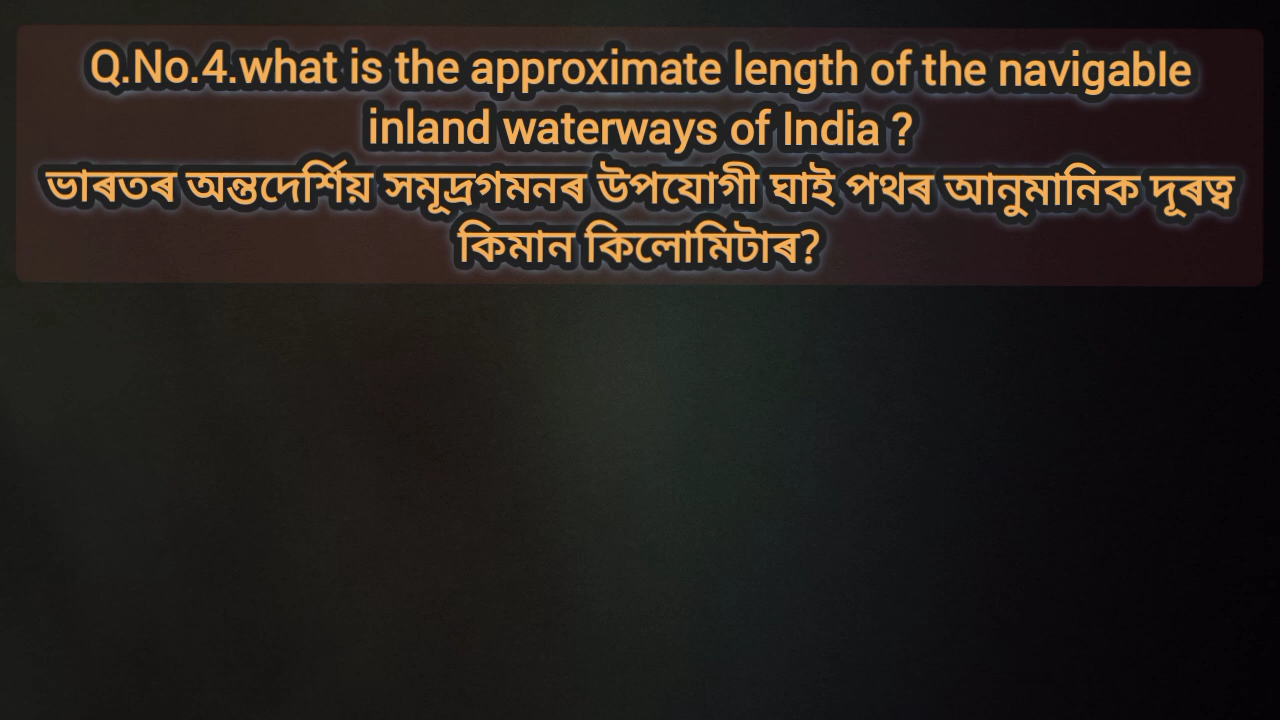 Q.No.4.what is the approximate length of the navigable
inland waterways of India ?
ভাৰতৰ অন্তদেৰ্শিয় সমূদ্ৰগমনৰ উপযোগী ঘাই পথৰ আনুমানিক দূৰত্ব
কিমান কিলোমিটাৰ?